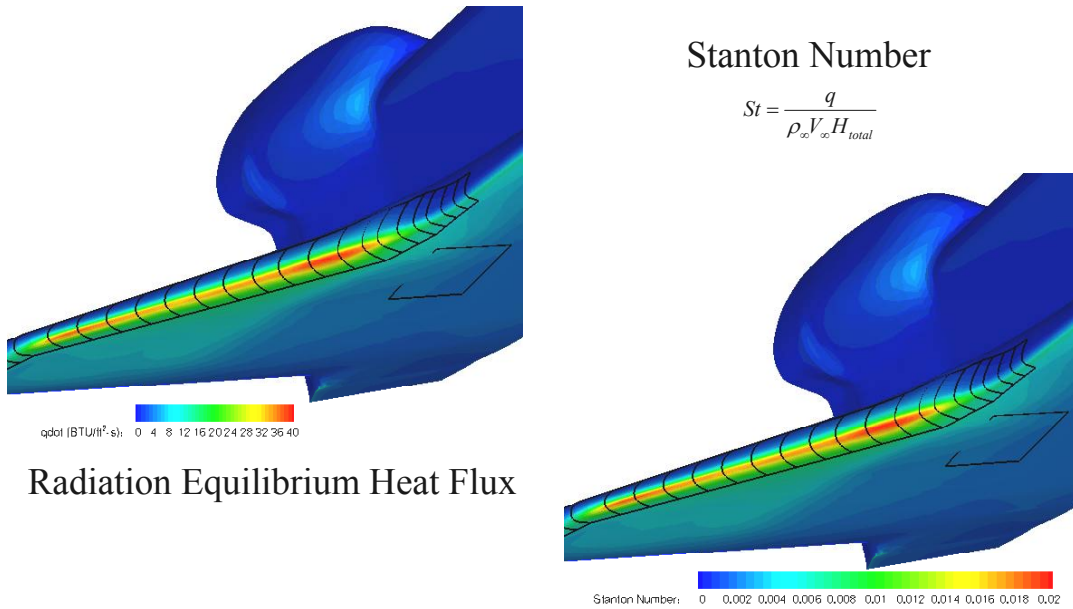 Stanton Number
St = q / ρ∞V∞H_total
qdot (BTU/ft²-s): 0 4 8 12 16 20 24 28 32 36 40
Radiation Equilibrium Heat Flux
Stanton Number: 0 0.002 0.004 0.006 0.008 0.01 0.012 0.014 0.016 0.018 0.02